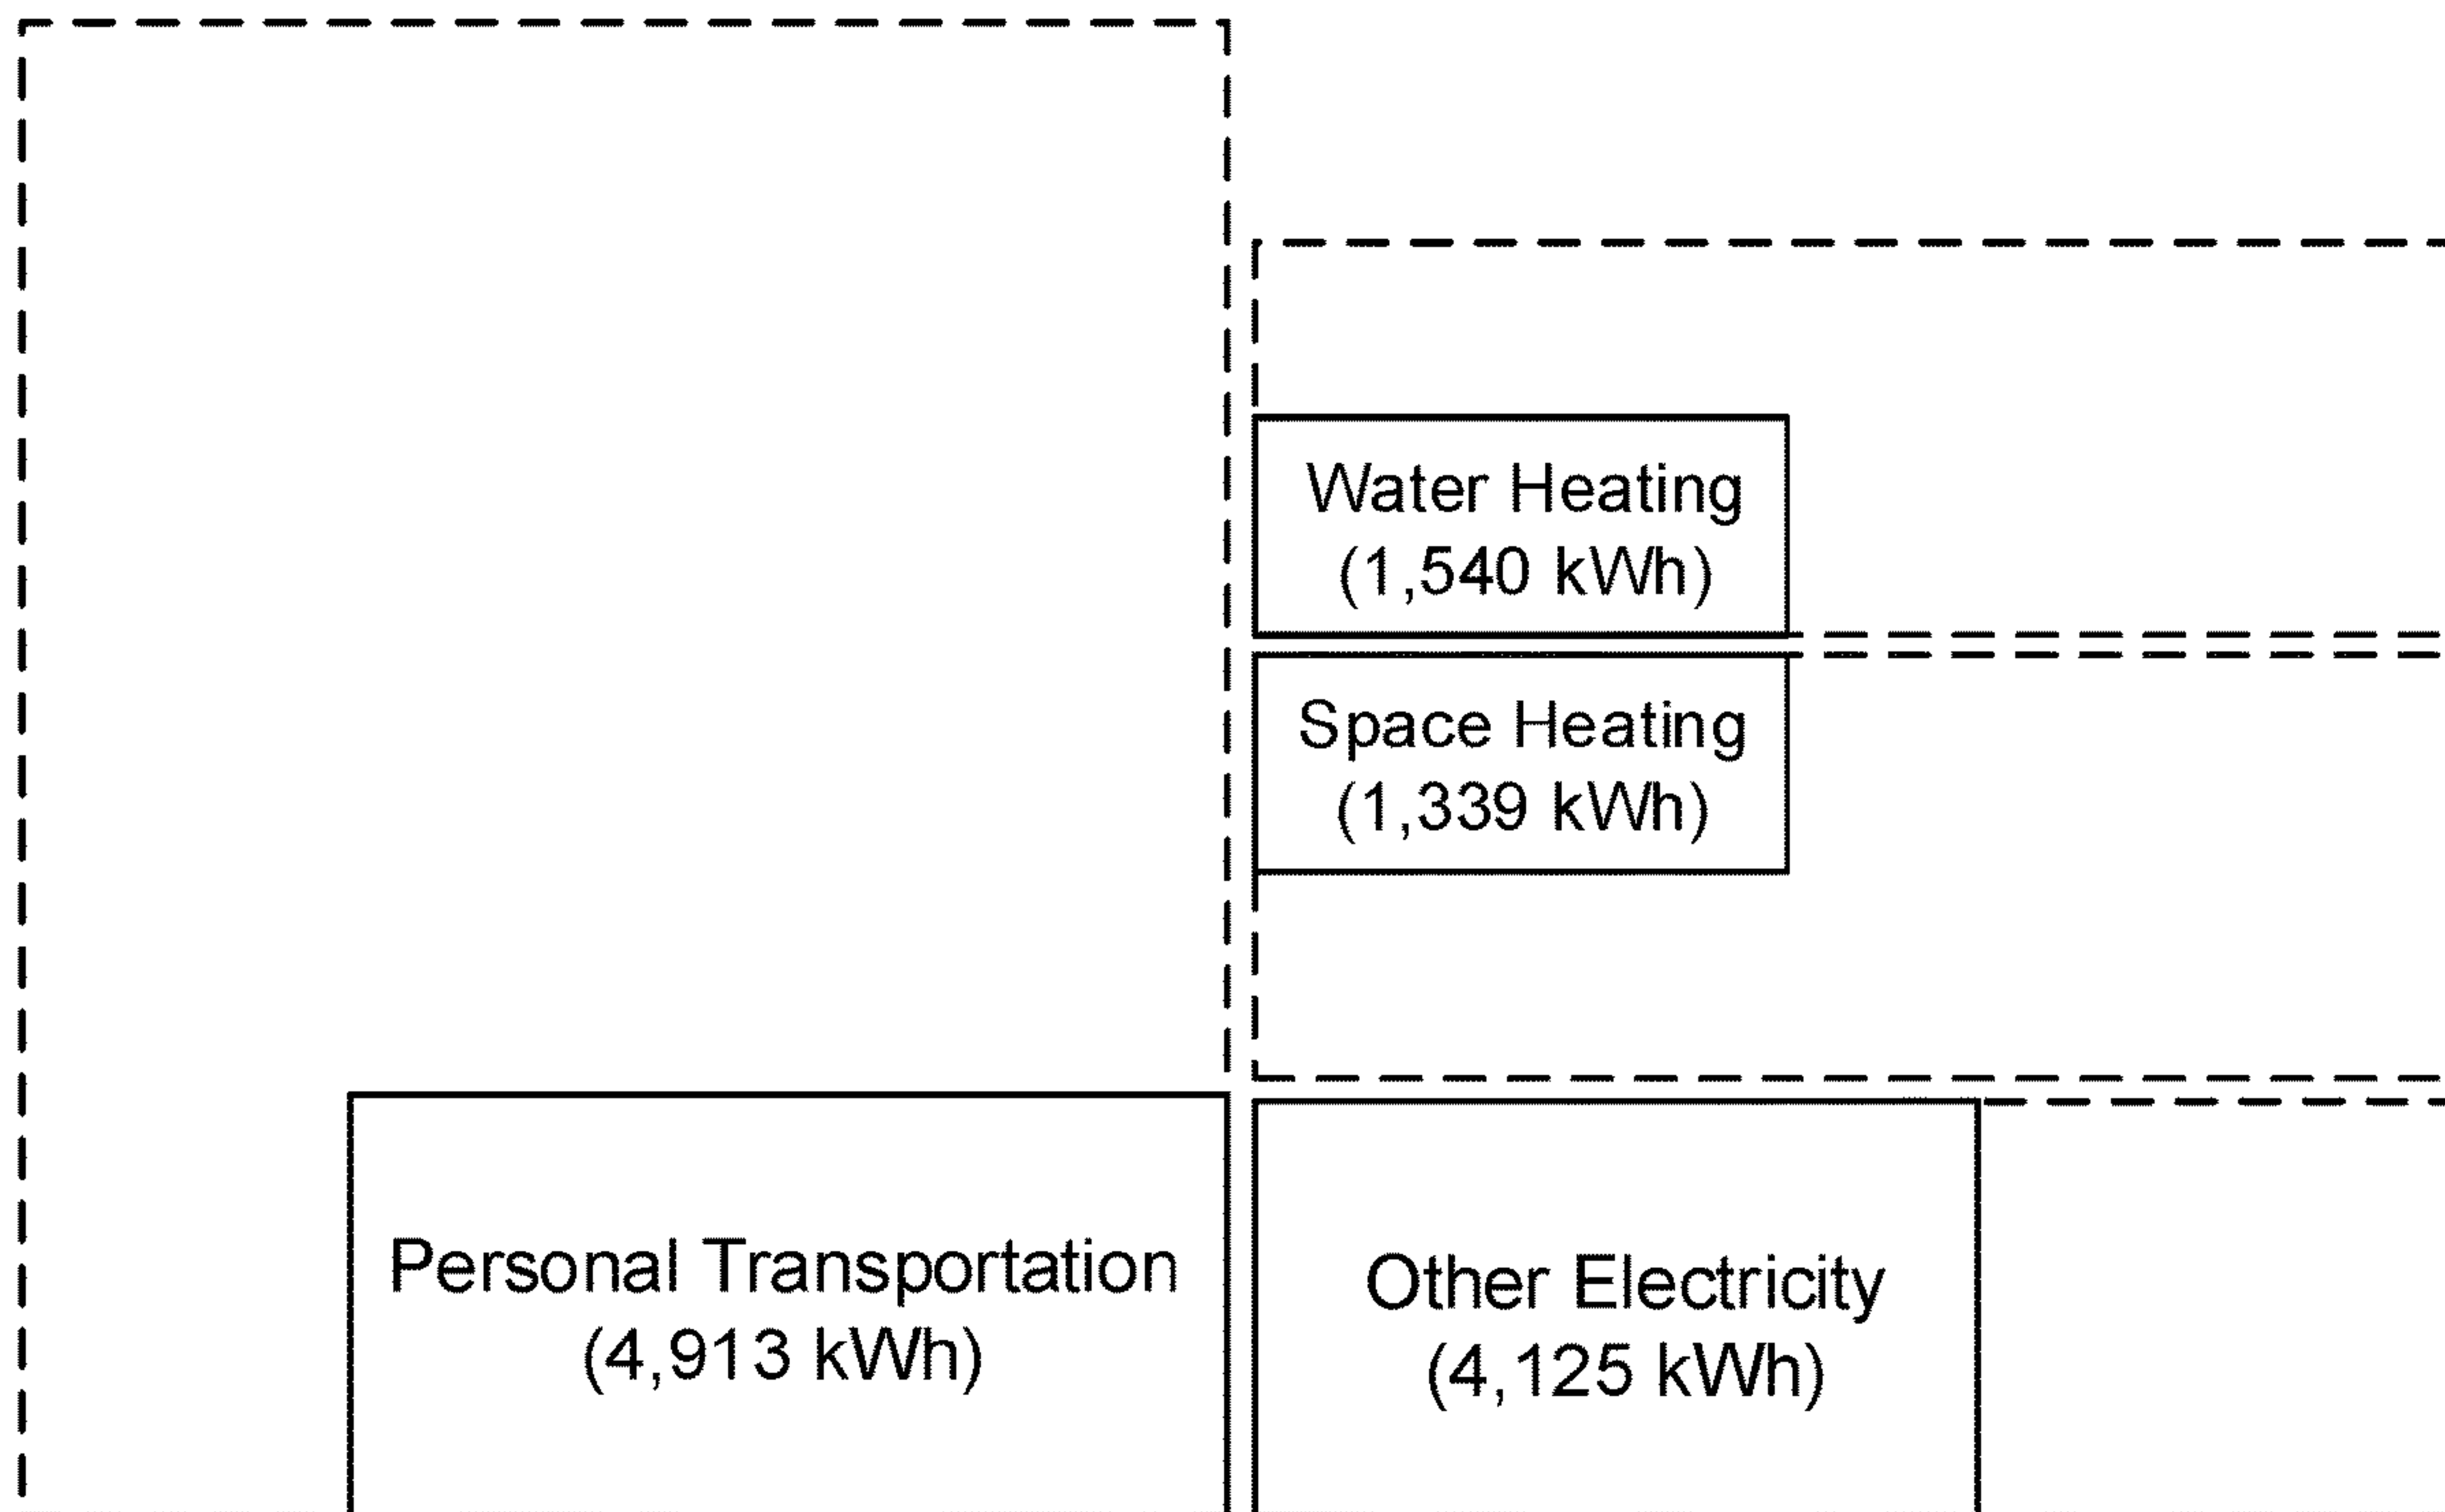 Water Heating
(1,540 kWh)
Space Heating
(1,339 kWh)
Personal Transportation
(4,913 kWh)
Other Electricity
(4,125 kWh)